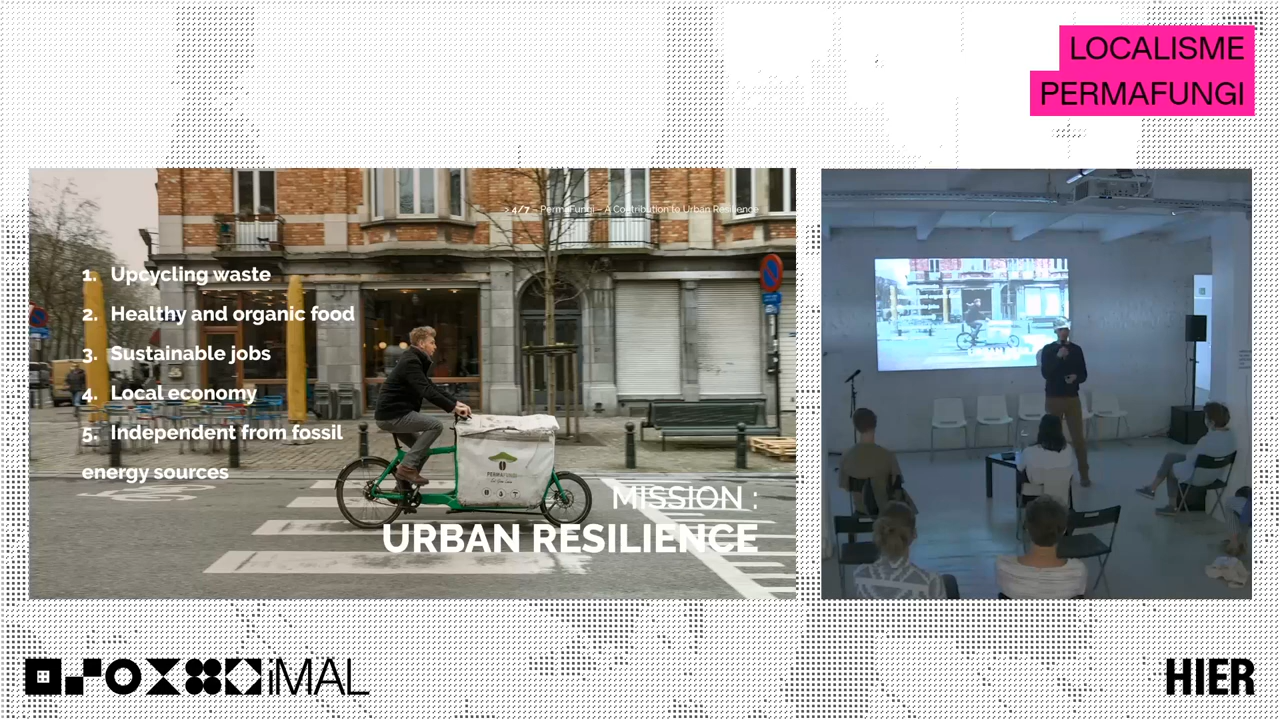 LOCALISME
PERMAFUNGI
> 4/7 – PermaFungi – A Contribution to Urban Resilience
1. Upcycling waste
2. Healthy and organic food
3. Sustainable jobs
4. Local economy
5. Independent from fossil
energy sources
PERMAFUNGI
MISSION :
URBAN RESILIENCE
iMAL
HIER